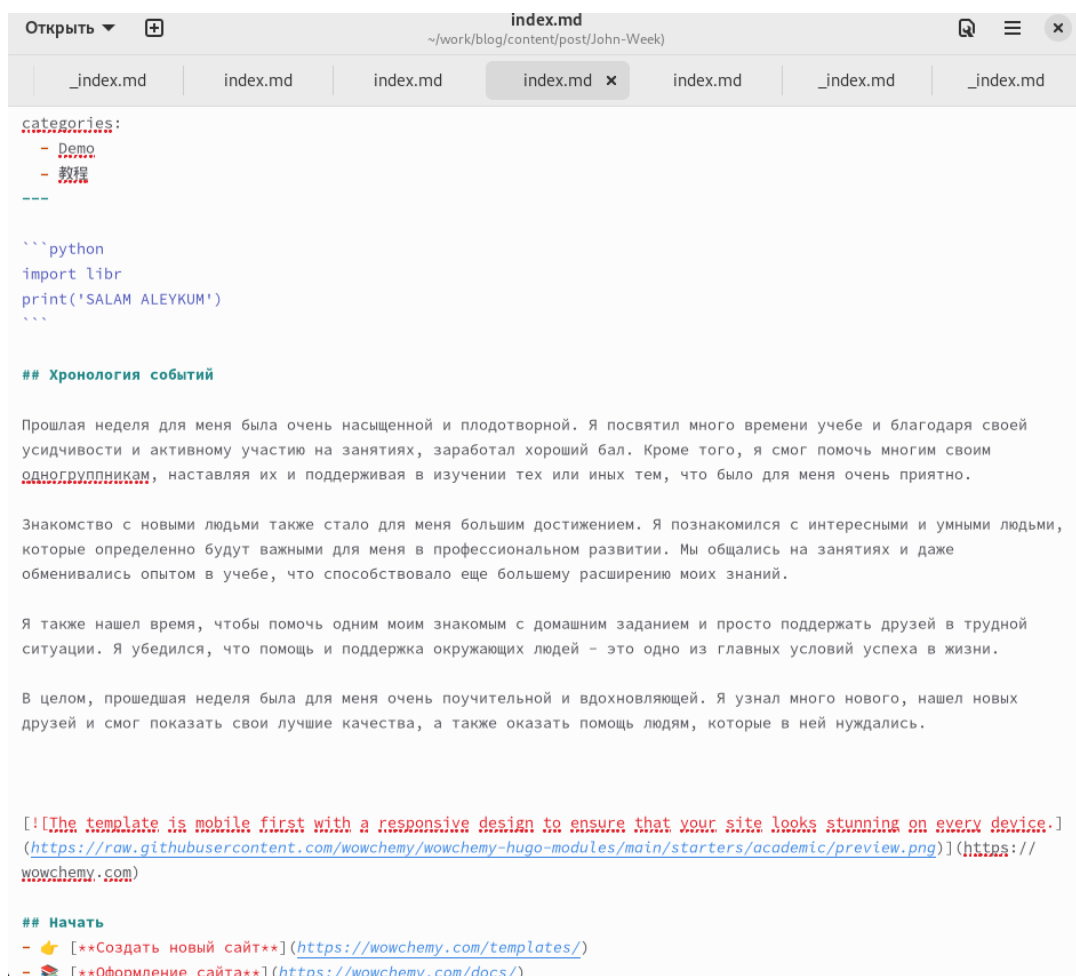 Открыть
index.md
~/work/blog/content/post/John-Week)
_index.md index.md index.md index.md index.md _index.md _index.md
categories:
- Demo
- 教程
---
```python
import libr
print('SALAM ALEYKUM')
```
## Хронология событий
Прошлая неделя для меня была очень насыщенной и плодотворной. Я посвятил много времени учебе и благодаря своей
усидчивости и активному участию на занятиях, заработал хороший бал. Кроме того, я смог помочь многим своим
одногруппникам, наставляя их и поддерживая в изучении тех или иных тем, что было для меня очень приятно.
Знакомство с новыми людьми также стало для меня большим достижением. Я познакомился с интересными и умными людьми,
которые определенно будут важными для меня в профессиональном развитии. Мы общались на занятиях и даже
обменивались опытом в учебе, что способствовало еще большему расширению моих знаний.
Я также нашел время, чтобы помочь одним моим знакомым с домашним заданием и просто поддержать друзей в трудной
ситуации. Я убедился, что помощь и поддержка окружающих людей – это одно из главных условий успеха в жизни.
В целом, прошедшая неделя была для меня очень поучительной и вдохновляющей. Я узнал много нового, нашел новых
друзей и смог показать свои лучшие качества, а также оказать помощь людям, которые в ней нуждались.
[![The template is mobile first with a responsive design to ensure that your site looks stunning on every device.]
(https://raw.githubusercontent.com/wowchemy/wowchemy-hugo-modules/main/starters/academic/preview.png)](https://
wowchemy.com)
## Начать
- 👉 [**Создать новый сайт**](https://wowchemy.com/templates/)
- 📚 [**Оформление сайта**](https://wowchemy.com/docs/)